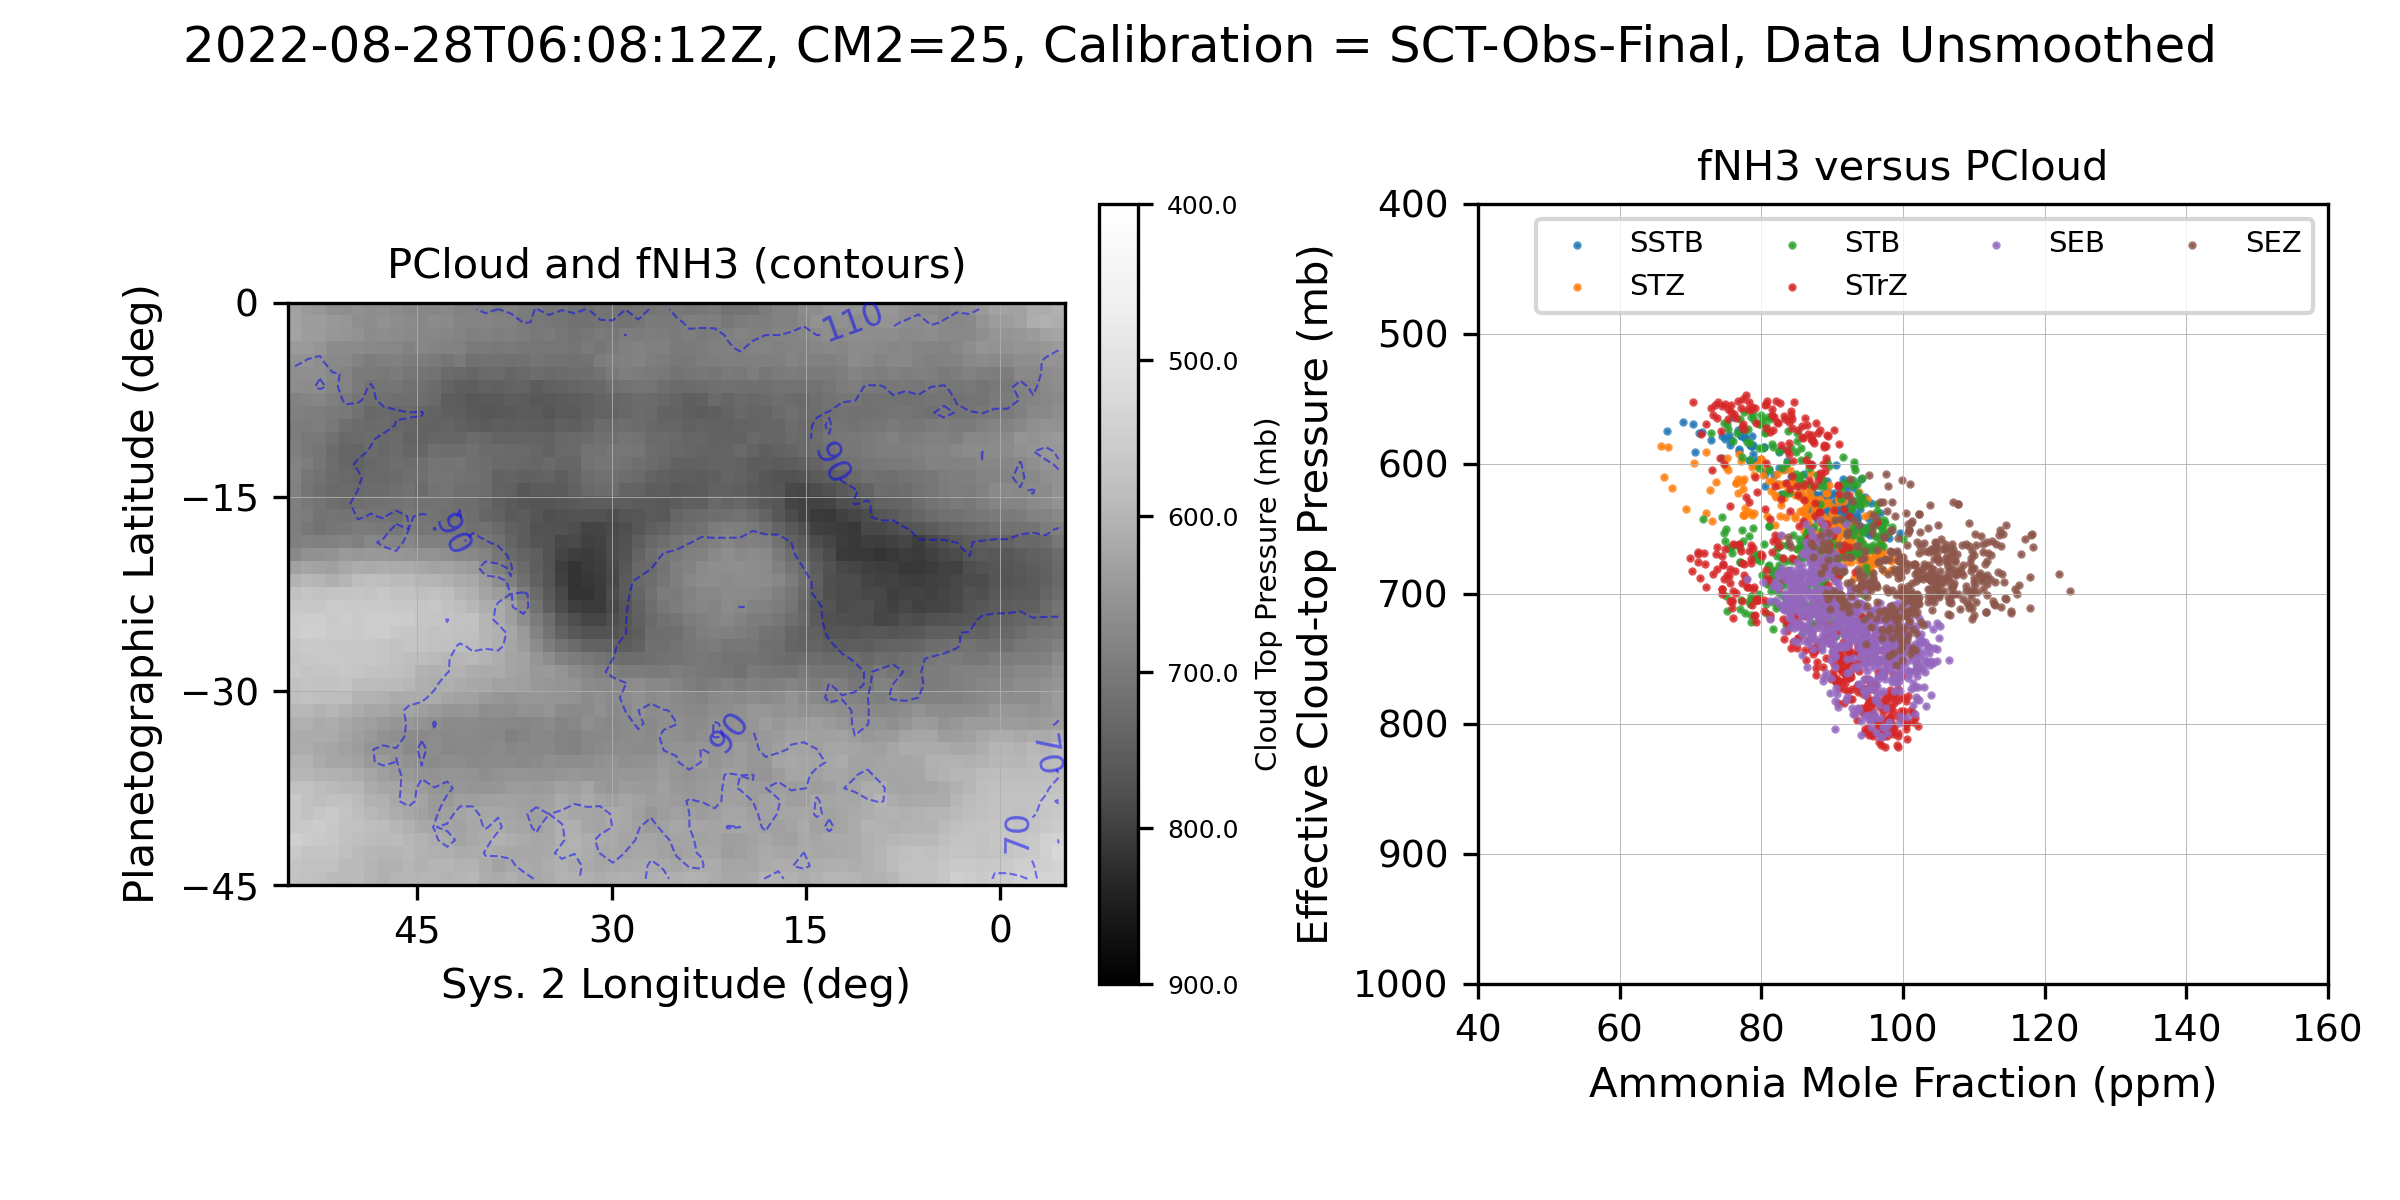 2022-08-28T06:08:12Z, CM2=25, Calibration = SCT-Obs-Final, Data Unsmoothed
PCloud and fNH3 (contours)
Planetographic Latitude (deg)
0
−15
−30
−45
45
30
15
0
Sys. 2 Longitude (deg)
110
90
90
90
70
70
400.0
500.0
600.0
700.0
800.0
900.0
Cloud Top Pressure (mb)
fNH3 versus PCloud
Effective Cloud-top Pressure (mb)
400
500
600
700
800
900
1000
SSTB
STB
SEB
SEZ
STZ
STrZ
40
60
80
100
120
140
160
Ammonia Mole Fraction (ppm)